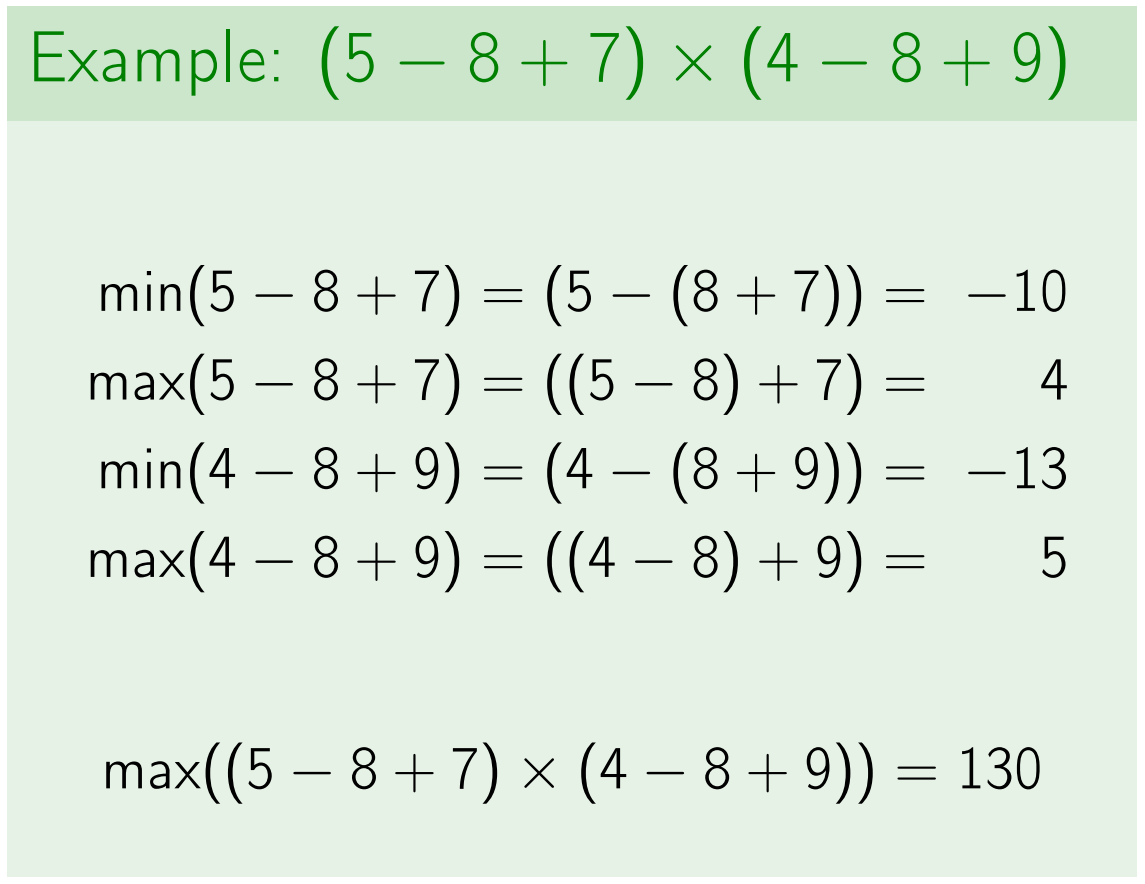 Example: (5 − 8 + 7) × (4 − 8 + 9)
min(5 − 8 + 7) = (5 − (8 + 7)) = −10
max(5 − 8 + 7) = ((5 − 8) + 7) = 4
min(4 − 8 + 9) = (4 − (8 + 9)) = −13
max(4 − 8 + 9) = ((4 − 8) + 9) = 5
max((5 − 8 + 7) × (4 − 8 + 9)) = 130